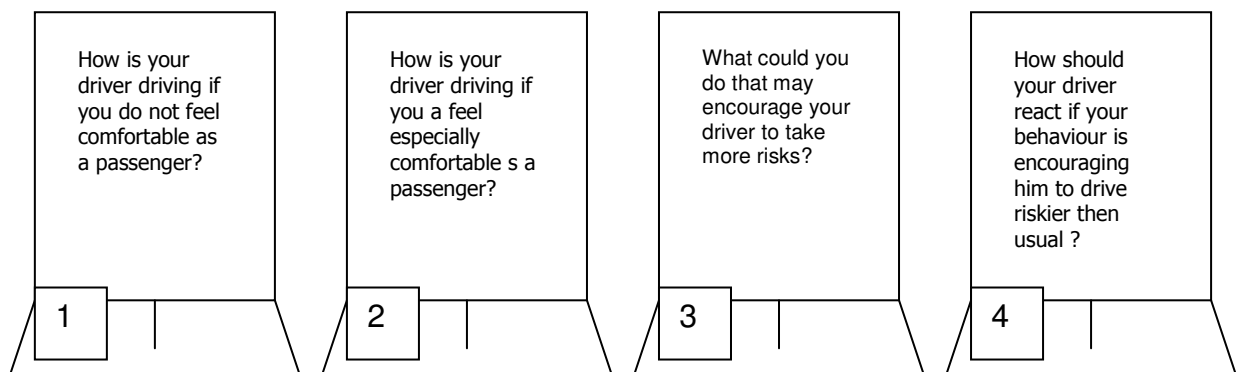 How is your
driver driving if
you do not feel
comfortable as
a passenger?
1
How is your
driver driving if
you a feel
especially
comfortable s a
passenger?
2
What could you
do that may
encourage your
driver to take
more risks?
3
How should
your driver
react if your
behaviour is
encouraging
him to drive
riskier then
usual ?
4